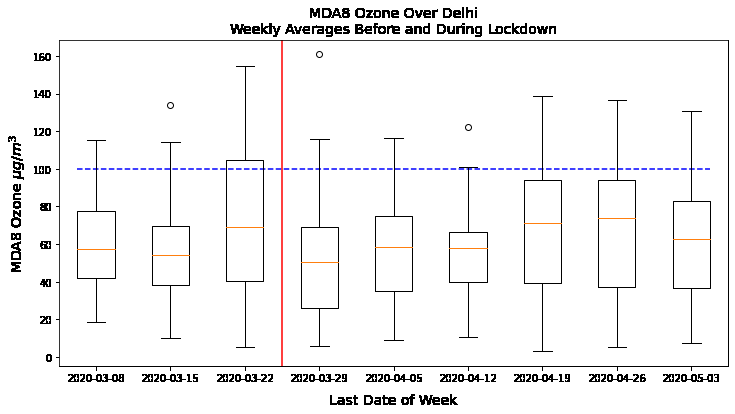 MDA8 Ozone Over Delhi
Weekly Averages Before and During Lockdown
MDA8 Ozone μg/m³
160
140
120
100
80
60
40
20
0
2020-03-08 2020-03-15 2020-03-22 2020-03-29 2020-04-05 2020-04-12 2020-04-19 2020-04-26 2020-05-03
Last Date of Week